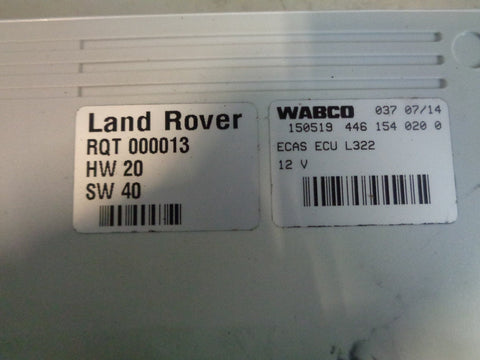 Land Rover
RQT 000013
HW 20
SW 40
WABCO 037 07/14
150519 446 154 020 0
ECAS ECU L322
12 V